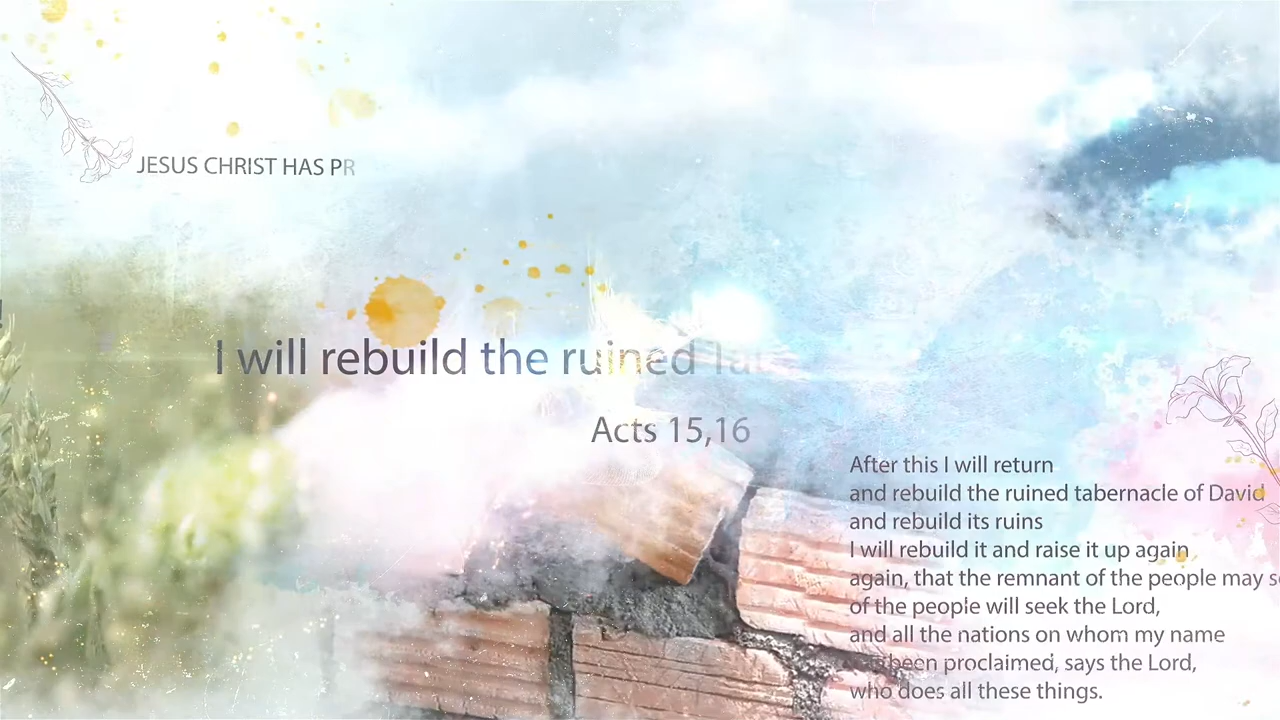 JESUS CHRIST HAS PR
I will rebuild the ruined
Acts 15,16
After this I will return
and rebuild the ruined tabernacle of David
and rebuild its ruins
I will rebuild it and raise it up again
again, that the remnant of the people may
of the people will seek the Lord,
and all the nations on whom my name
been proclaimed, says the Lord,
who does all these things.